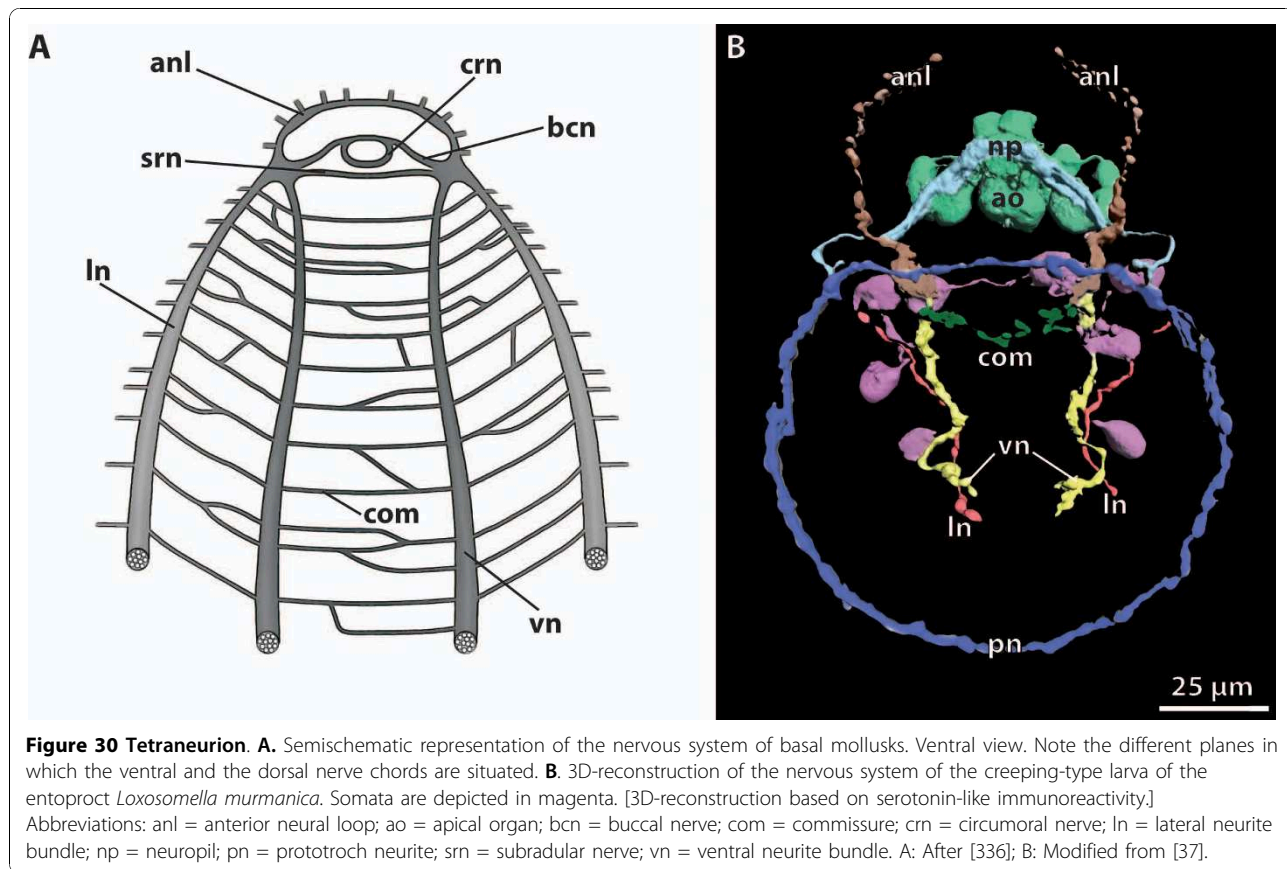 A
anl
crn
bcn
srn
ln
com
vn
B
anl
anl
np
ao
com
vn
ln
ln
pn
25 µm
Figure 30 Tetraneurion. A. Semischematic representation of the nervous system of basal mollusks. Ventral view. Note the different planes in
which the ventral and the dorsal nerve chords are situated. B. 3D-reconstruction of the nervous system of the creeping-type larva of the
entoproct Loxosomella murmanica. Somata are depicted in magenta. [3D-reconstruction based on serotonin-like immunoreactivity.]
Abbreviations: anl = anterior neural loop; ao = apical organ; bcn = buccal nerve; com = commissure; crn = circumoral nerve; ln = lateral neurite
bundle; np = neuropil; pn = prototroch neurite; srn = subradular nerve; vn = ventral neurite bundle. A: After [336]; B: Modified from [37].